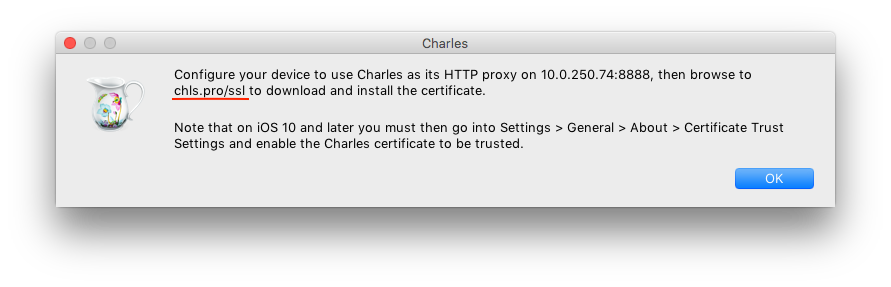 Charles
Configure your device to use Charles as its HTTP proxy on 10.0.250.74:8888, then browse to
chls.pro/ssl to download and install the certificate.
Note that on iOS 10 and later you must then go into Settings > General > About > Certificate Trust
Settings and enable the Charles certificate to be trusted.
OK